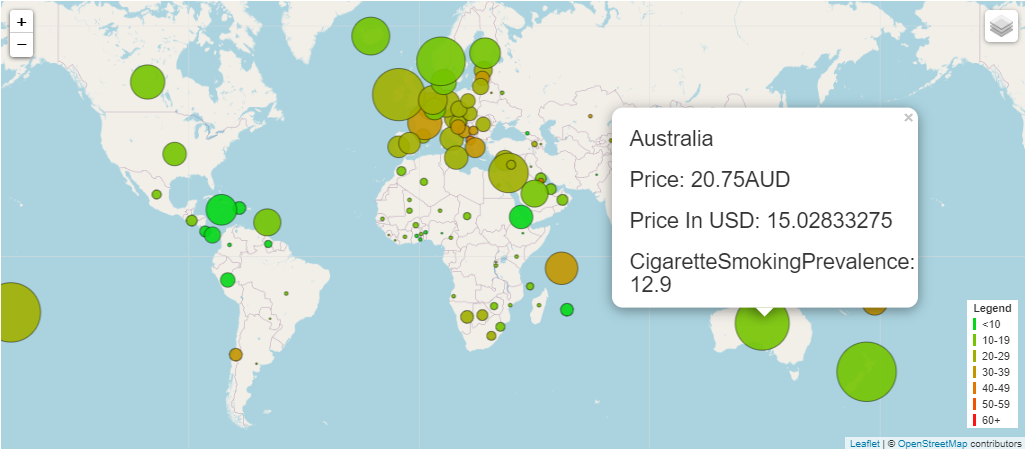 +
−
×
Australia
Price: 20.75AUD
Price In USD: 15.02833275
CigaretteSmokingPrevalence:
12.9
Legend
<10
10-19
20-29
30-39
40-49
50-59
60+
Leaflet | © OpenStreetMap contributors